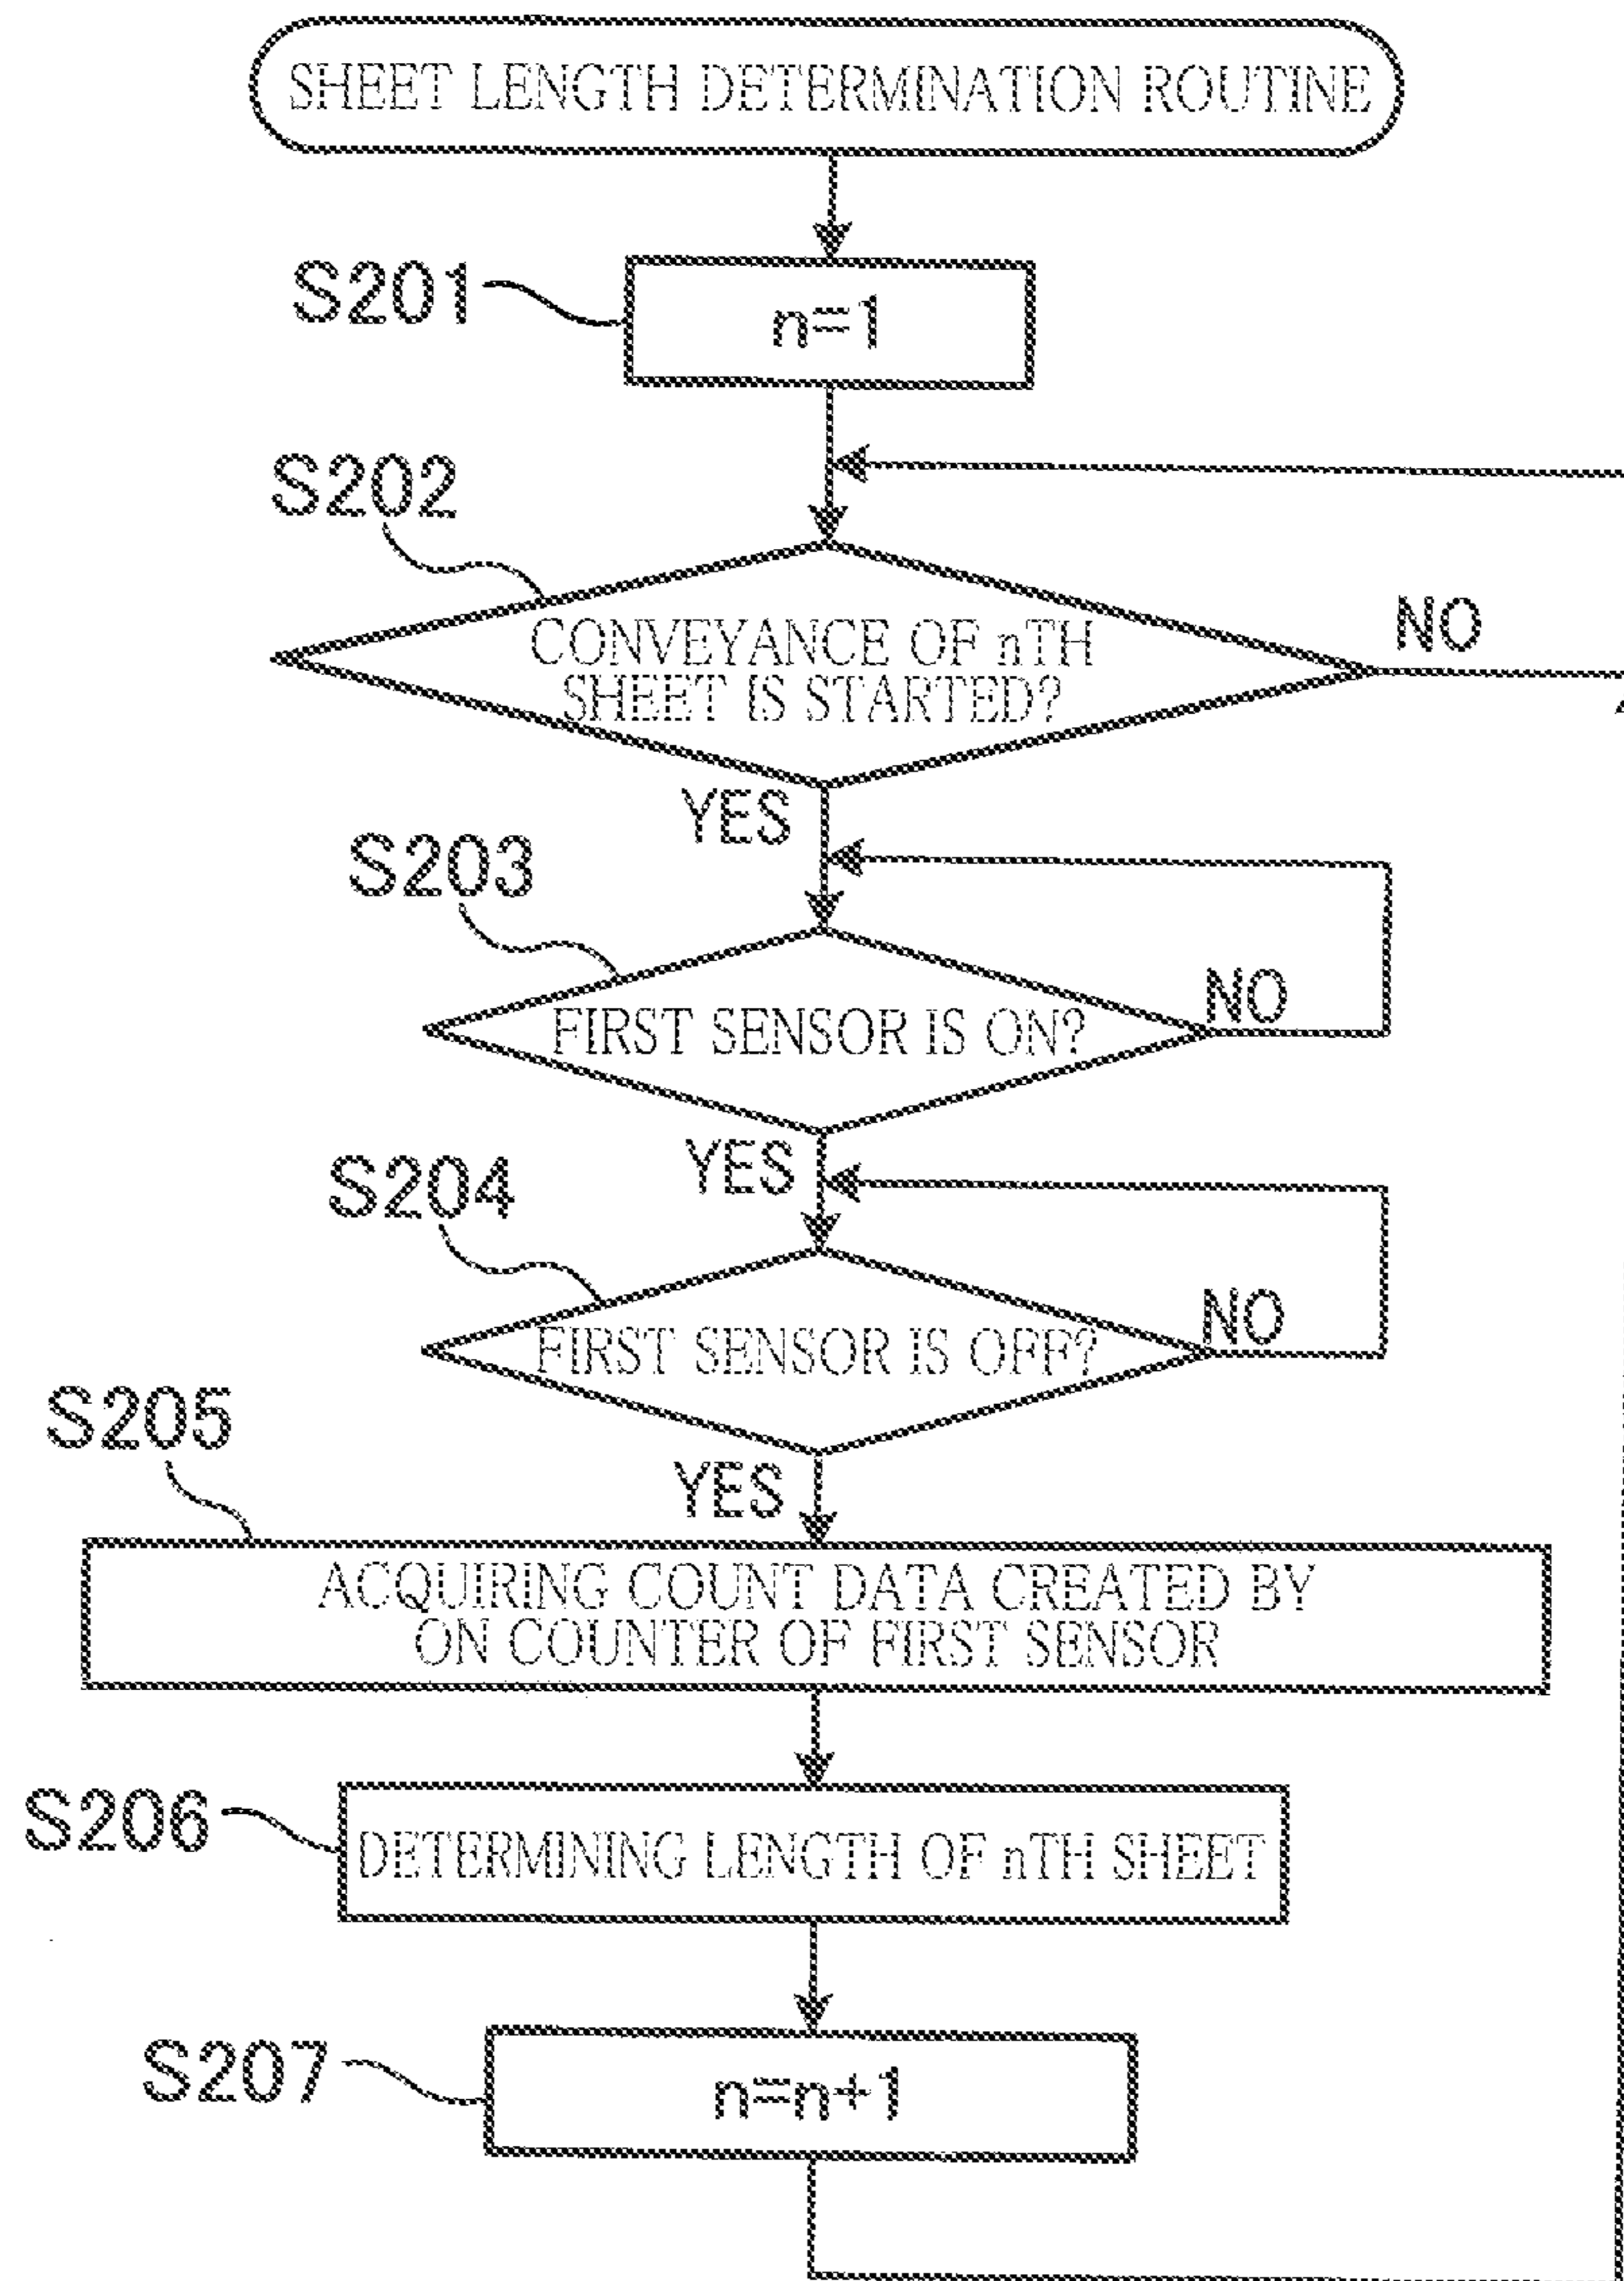 SHEET LENGTH DETERMINATION ROUTINE
S201
n=1
S202
CONVEYANCE OF nTH
SHEET IS STARTED?
NO
YES
S203
FIRST SENSOR IS ON?
NO
YES
S204
FIRST SENSOR IS OFF?
NO
YES
S205
ACQUIRING COUNT DATA CREATED BY
ON COUNTER OF FIRST SENSOR
S206
DETERMINING LENGTH OF nTH SHEET
S207
n=n+1